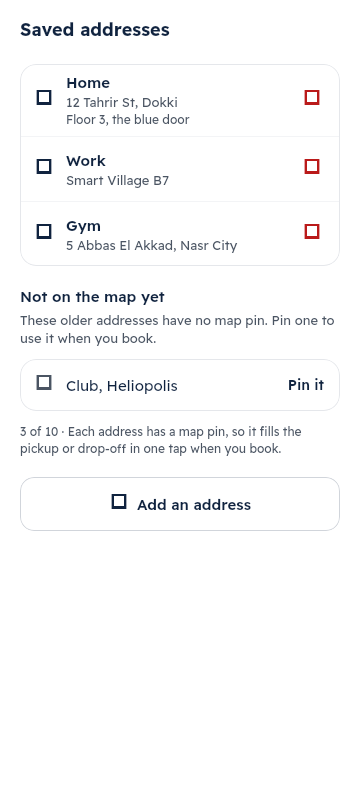 Saved addresses
Home
12 Tahrir St, Dokki
Floor 3, the blue door
Work
Smart Village B7
Gym
5 Abbas El Akkad, Nasr City
Not on the map yet
These older addresses have no map pin. Pin one to
use it when you book.
Club, Heliopolis
Pin it
3 of 10 · Each address has a map pin, so it fills the
pickup or drop-off in one tap when you book.
Add an address